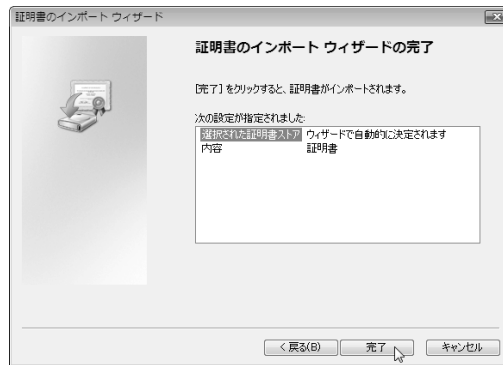 証明書のインポート ウィザード
証明書のインポート ウィザードの完了
[完了] をクリックすると、証明書がインポートされます。
次の設定が指定されました:
選択された証明書ストア ウィザードで自動的に決定されます
内容 証明書
< 戻る(B) 完了 キャンセル